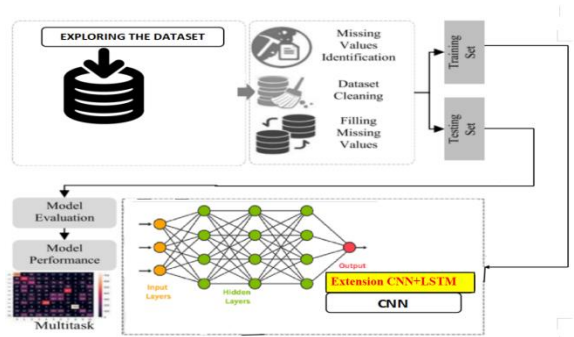 EXPLORING THE DATASET
Missing
Values
Identification
Dataset
Cleaning
Filling
Missing
Values
Training
Set
Testing
Set
Model
Evaluation
Model
Performance
Multitask
Input
Layers
Hidden
Layers
Output
Extension CNN+LSTM
CNN